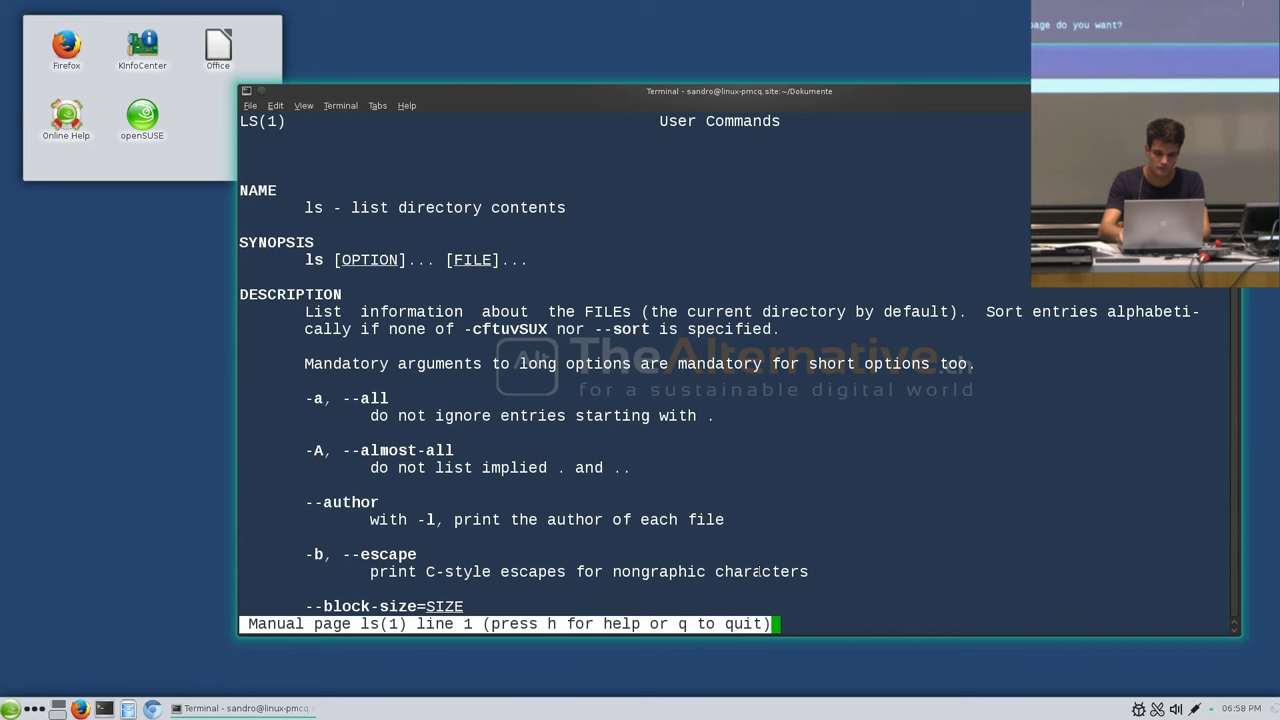 Firefox
KInfoCenter
Office
Online Help
openSUSE
page do you want?
Terminal - sandro@linux-pmcq.site:~/Dokumente
File Edit View Terminal Tabs Help
LS(1) User Commands
NAME
ls - list directory contents
SYNOPSIS
ls [OPTION]... [FILE]...
DESCRIPTION
List information about the FILEs (the current directory by default). Sort entries alphabeti-
cally if none of -cftuvSUX nor --sort is specified.
Mandatory arguments to long options are mandatory for short options too.
Alt TheAlternative.ch
for a sustainable digital world
-a, --all
do not ignore entries starting with .
-A, --almost-all
do not list implied . and ..
--author
with -l, print the author of each file
-b, --escape
print C-style escapes for nongraphic characters
--block-size=SIZE
Manual page ls(1) line 1 (press h for help or q to quit)
Terminal - sandro@linux-pmcq.
06:58 PM